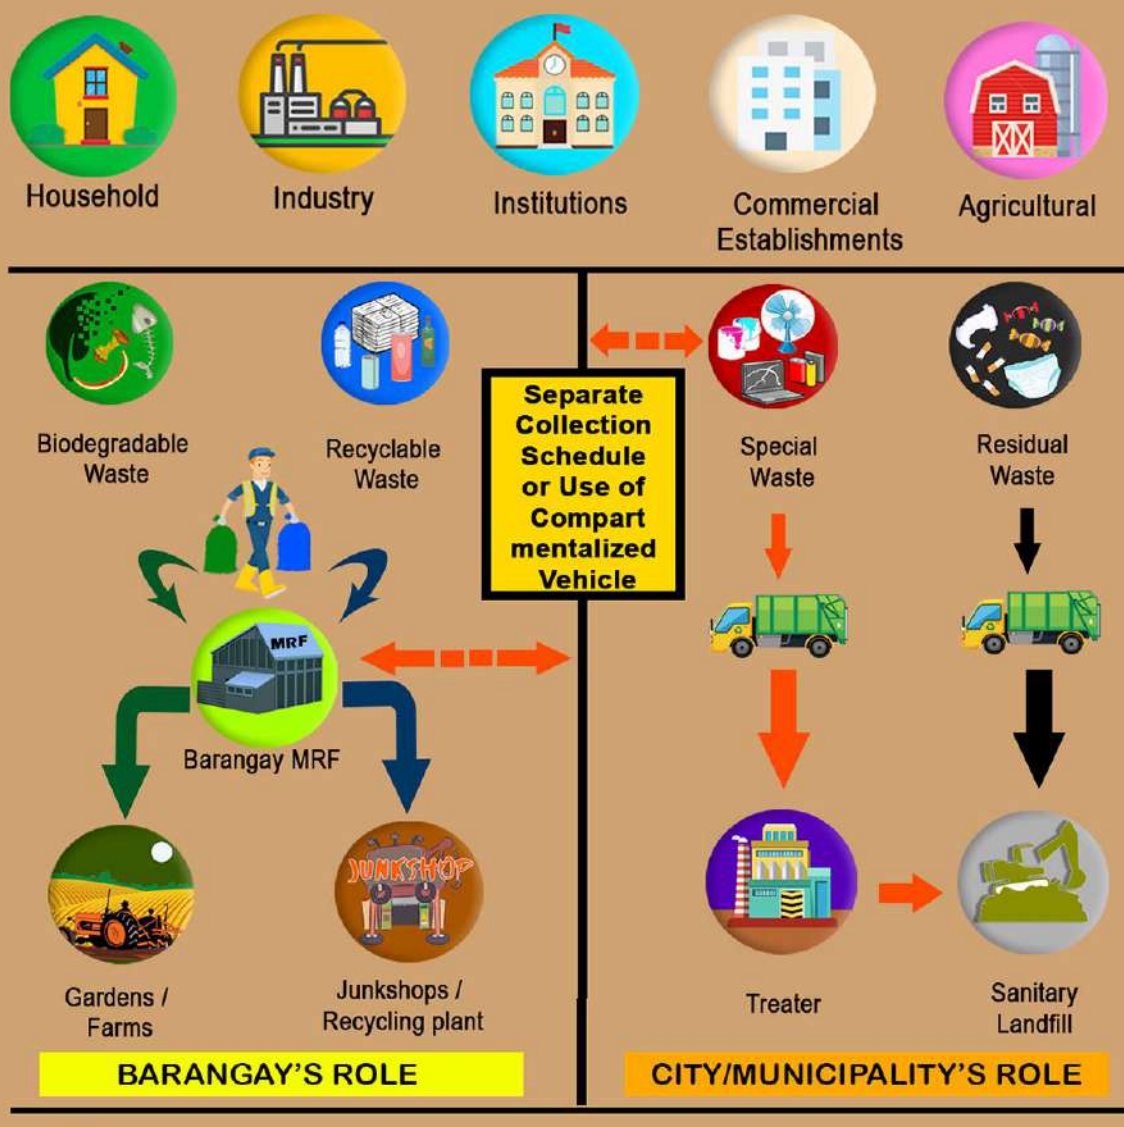 Household
Industry
Institutions
Commercial
Establishments
Agricultural
Biodegradable
Waste
Recyclable
Waste
Separate
Collection
Schedule
or Use of
Compart
mentalized
Vehicle
Special
Waste
Residual
Waste
MRF
Barangay MRF
JUNKSHOP
Gardens /
Farms
Junkshops /
Recycling plant
Treater
Sanitary
Landfill
BARANGAY'S ROLE
CITY/MUNICIPALITY'S ROLE